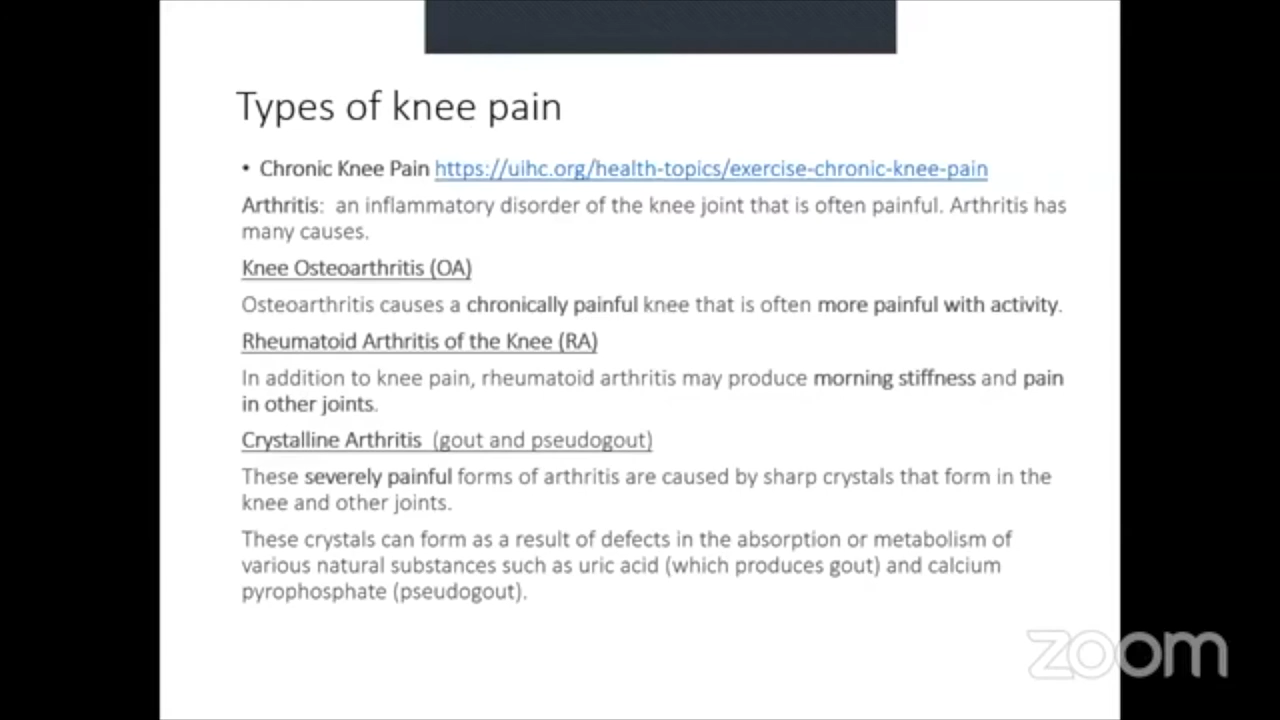 Types of knee pain
• Chronic Knee Pain https://uihc.org/health-topics/exercise-chronic-knee-pain
Arthritis: an inflammatory disorder of the knee joint that is often painful. Arthritis has
many causes.
Knee Osteoarthritis (OA)
Osteoarthritis causes a chronically painful knee that is often more painful with activity.
Rheumatoid Arthritis of the Knee (RA)
In addition to knee pain, rheumatoid arthritis may produce morning stiffness and pain
in other joints.
Crystalline Arthritis (gout and pseudogout)
These severely painful forms of arthritis are caused by sharp crystals that form in the
knee and other joints.
These crystals can form as a result of defects in the absorption or metabolism of
various natural substances such as uric acid (which produces gout) and calcium
pyrophosphate (pseudogout).
zoom